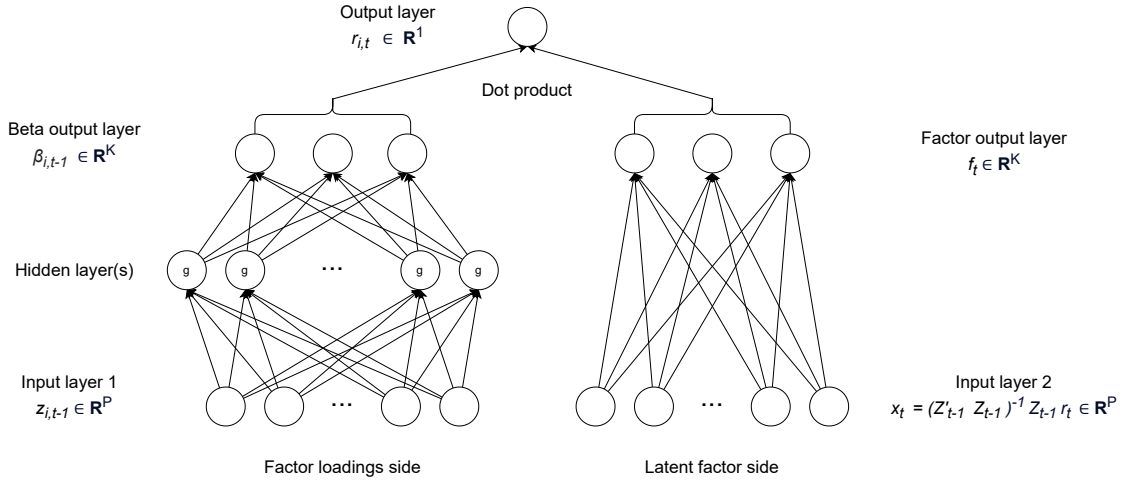 Output layer
r_{i,t} ∈ R^1
Dot product
Beta output layer
β_{i,t-1} ∈ R^K
Factor output layer
f_t ∈ R^K
Hidden layer(s)
g g ... g g
Input layer 1
z_{i,t-1} ∈ R^P
...
...
Input layer 2
x_t = (Z'_{t-1} Z_{t-1})^{-1} Z_{t-1} r_t ∈ R^P
Factor loadings side
Latent factor side